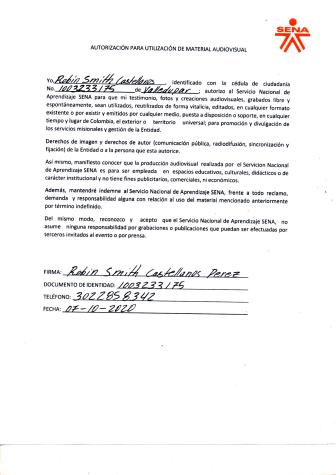 SENA
AUTORIZACIÓN PARA UTILIZACIÓN DE MATERIAL AUDIOVISUAL
Yo, Robin Smith Castellanos, identificado con la cédula de ciudadanía
No. 1003233175 de Valledupar; autorizo al Servicio Nacional de
Aprendizaje SENA para que mi testimonio, fotos y creaciones audiovisuales, grabados libre y
espontáneamente, sean utilizados, reutilizados de forma vitalicia, editados, en cualquier formato
existente o por existir y emitidos por cualquier medio, puesta a disposición o soporte, en cualquier
tiempo y lugar de Colombia, el exterior o territorio universal; para promoción y divulgación de
los servicios misionales y gestión de la Entidad.
Derechos de imagen y derechos de autor (comunicación pública, radiodifusión, sincronización y
fijación) de la Entidad o a la persona que esta autorice.
Así mismo, manifiesto conocer que la producción audiovisual realizada por el Servicion Nacional
de Aprendizaje SENA es para ser empleada en espacios educativos, culturales, didácticos o de
carácter institucional y no tiene fines publicitarios, comerciales, ni económicos.
Además, mantendré indemne al Servicio Nacional de Aprendizaje SENA, frente a todo reclamo,
demanda y responsabilidad alguna con relación al uso del material mencionado anteriormente
por término indefinido.
Del mismo modo, reconozco y acepto que el Servicio Nacional de Aprendizaje SENA, no
asume ninguna responsabilidad por grabaciones o publicaciones que puedan ser efectuadas por
terceros invitados al evento o por prensa.
FIRMA: Robin Smith Castellanos Perez
DOCUMENTO DE IDENTIDAD: 1003233175
TELÉFONO: 3022858342
FECHA: 07-10-2020